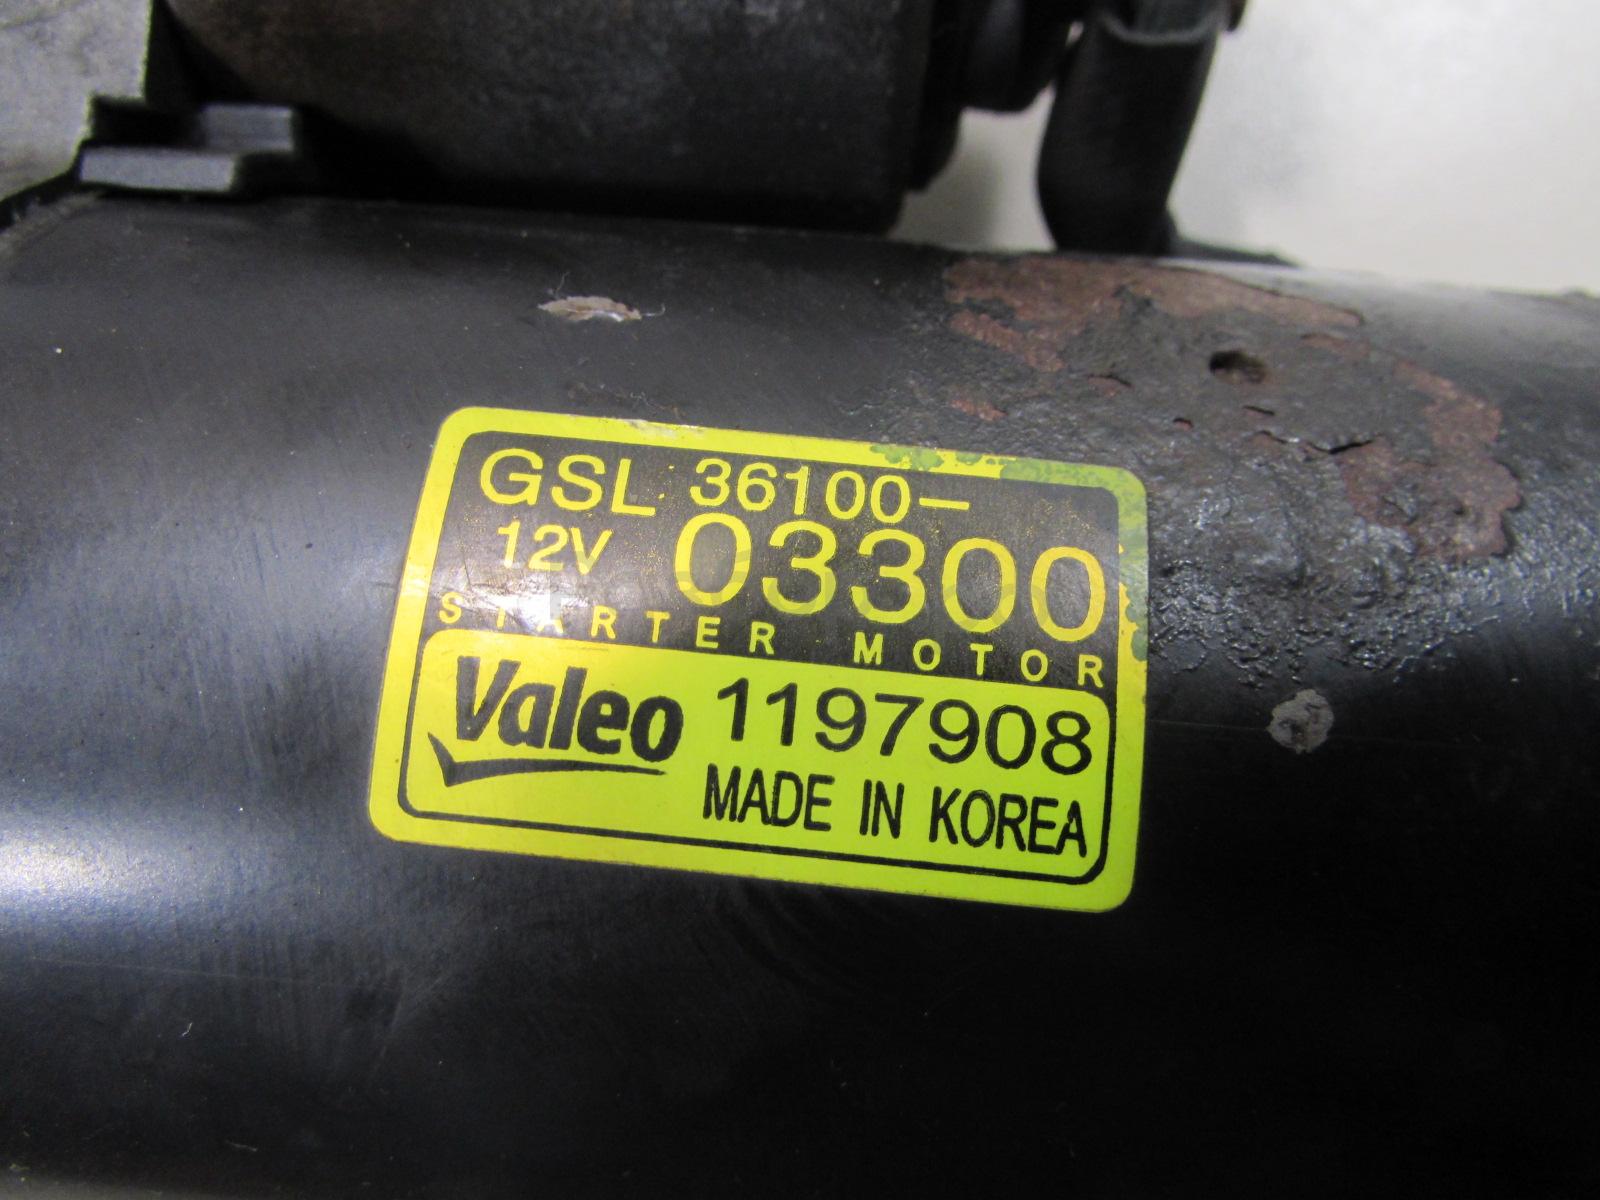 GSL 36100-
12V 03300
STARTER MOTOR
Valeo 1197908
MADE IN KOREA